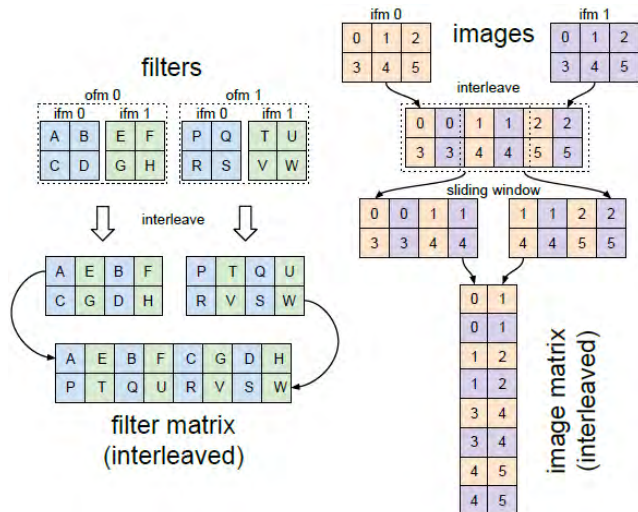 filters
ofm 0 ofm 1
ifm 0 ifm 1 ifm 0 ifm 1
A B E F P Q T U
C D G H R S V W
interleave
A E B F P T Q U
C G D H R V S W
A E B F C G D H
P T Q U R V S W
filter matrix
(interleaved)
ifm 0 images ifm 1
0 1 2 0 1 2
3 4 5 3 4 5
interleave
0 0 1 1 2 2
3 3 4 4 5 5
sliding window
0 0 1 1 1 1 2 2
3 3 4 4 4 4 5 5
0 1
0 1
1 2
1 2
3 4
3 4
4 5
4 5
image matrix
(interleaved)